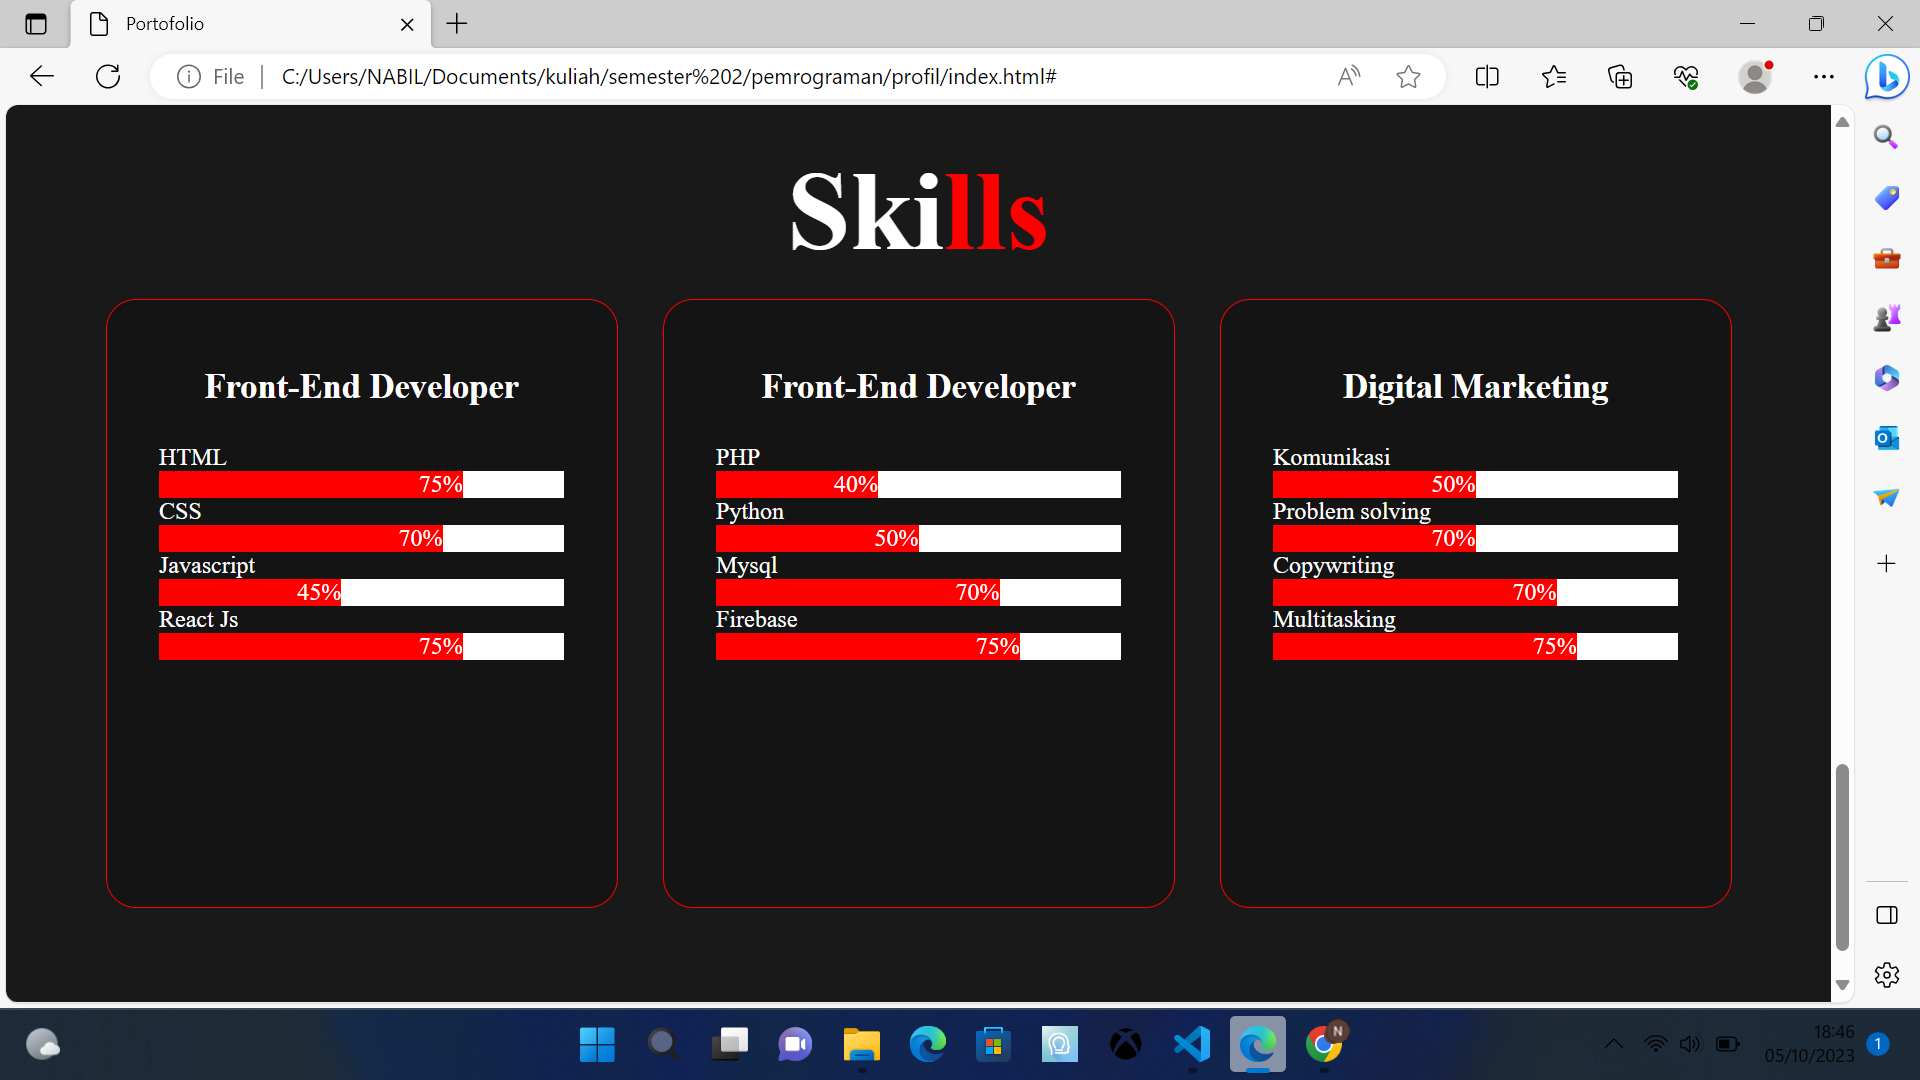 Portofolio
File
C:/Users/NABIL/Documents/kuliah/semester%202/pemrograman/profil/index.html#
Skills
Front-End Developer
HTML
75%
CSS
70%
Javascript
45%
React Js
75%
Front-End Developer
PHP
40%
Python
50%
Mysql
70%
Firebase
75%
Digital Marketing
Komunikasi
50%
Problem solving
70%
Copywriting
70%
Multitasking
75%
N
18:46
05/10/2023
1